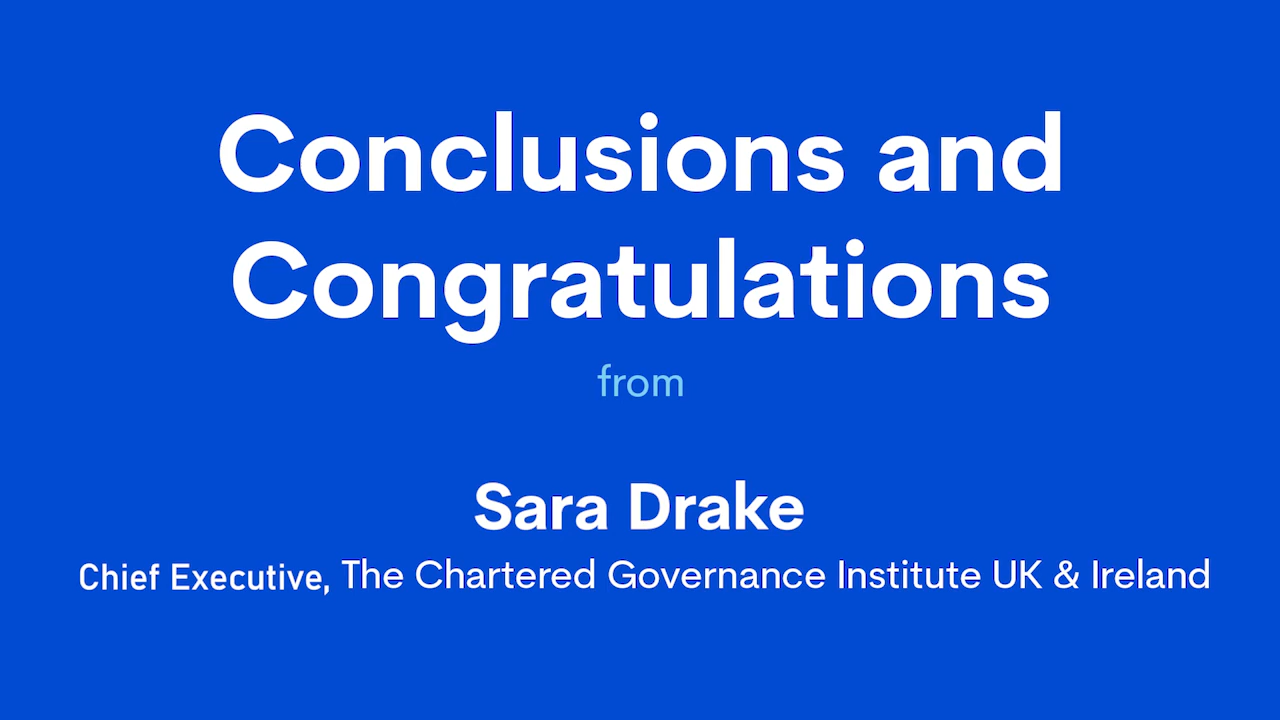 Conclusions and
Congratulations
from
Sara Drake
Chief Executive, The Chartered Governance Institute UK & Ireland